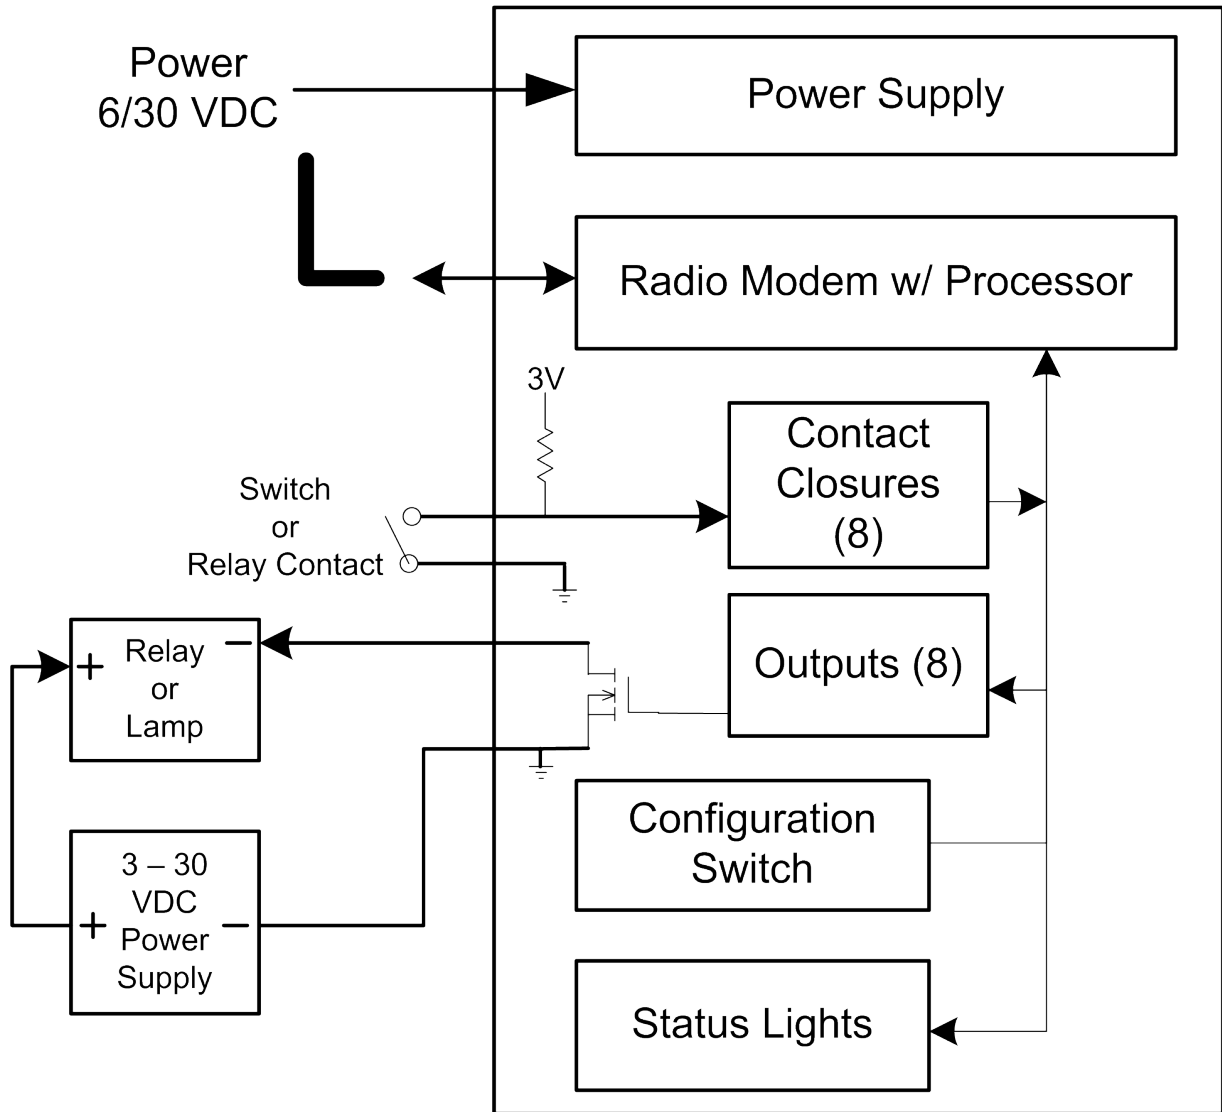 Power
6/30 VDC
Power Supply
Radio Modem w/ Processor
3V
Contact
Closures
(8)
Switch
or
Relay Contact
Outputs (8)
+
−
Relay
or
Lamp
Configuration
Switch
3 – 30
VDC
Power
Supply
+
−
Status Lights